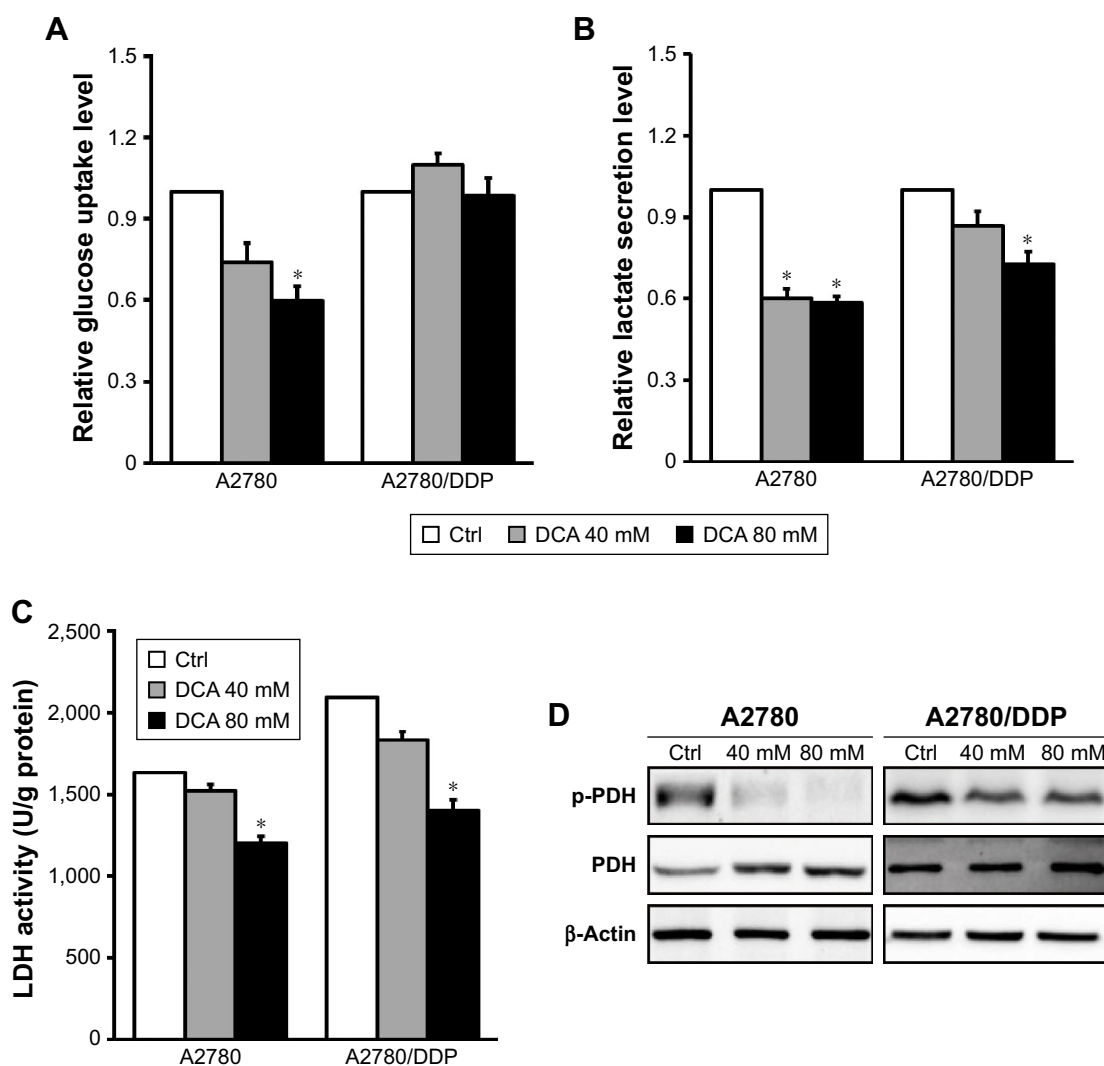 A
Relative glucose uptake level
1.5
1.2
0.9
0.6
0.3
0
*
A2780
A2780/DDP
B
Relative lactate secretion level
1.5
1.2
0.9
0.6
0.3
0
* *
*
A2780
A2780/DDP
Ctrl DCA 40 mM DCA 80 mM
C
LDH activity (U/g protein)
2,500
2,000
1,500
1,000
500
0
Ctrl
DCA 40 mM
DCA 80 mM
*
*
A2780
A2780/DDP
D
A2780 A2780/DDP
Ctrl 40 mM 80 mM Ctrl 40 mM 80 mM
p-PDH
PDH
β-Actin